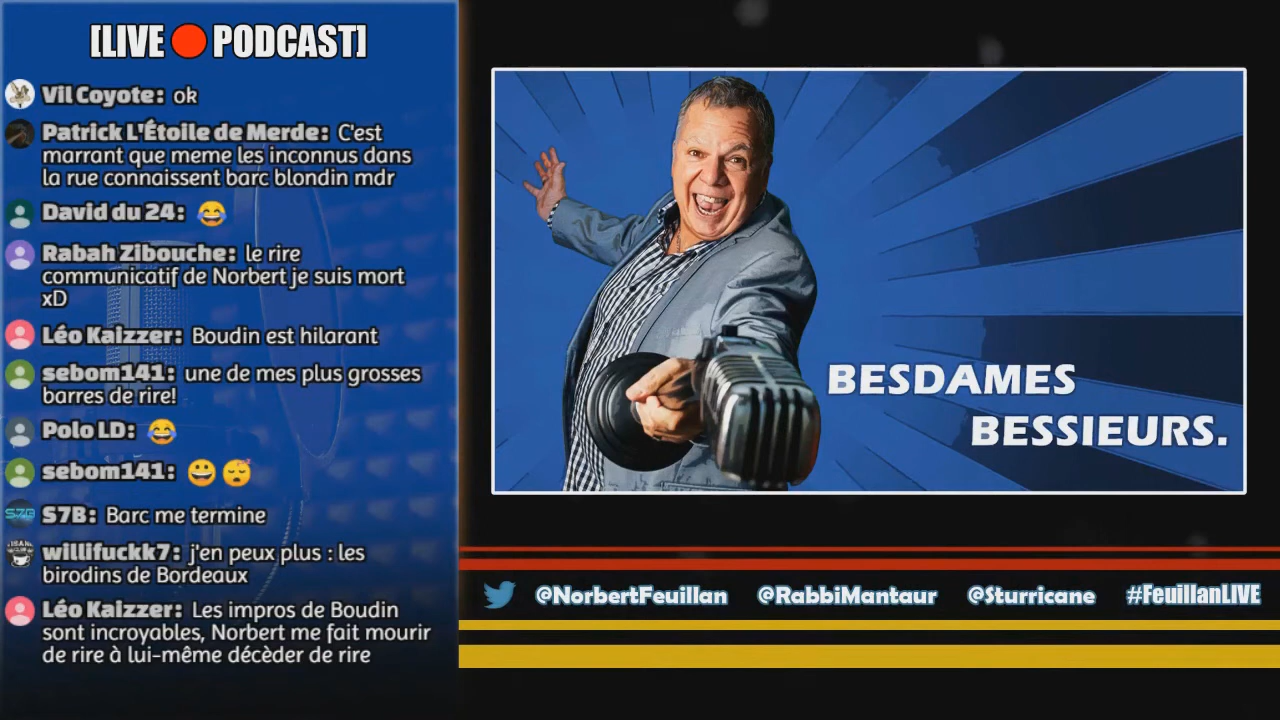 [LIVE PODCAST]
Vil Coyote: ok
Patrick L'Étoile de Merde: C'est
marrant que meme les inconnus dans
la rue connaissent barc blondin mdr
David du 24: 😂
Rabah Zibouche: le rire
communicatif de Norbert je suis mort
xD
Léo Kaizzer: Boudin est hilarant
sebom141: une de mes plus grosses
barres de rire!
Polo LD: 😂
sebom141: 😀😴
S7B: Barc me termine
willifuckk7: j'en peux plus : les
birodins de Bordeaux
Léo Kaizzer: Les impros de Boudin
sont incroyables, Norbert me fait mourir
de rire à lui-même décèder de rire
BESDAMES
BESSIEURS.
@NorbertFeuillan @RabbiMantaur @Sturricane #FeuillanLIVE